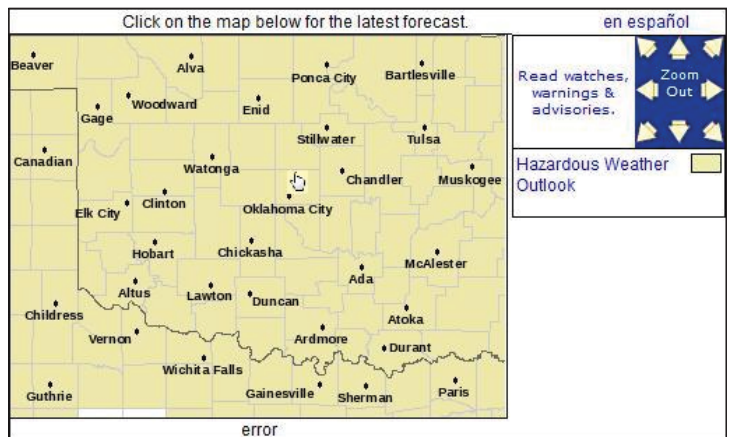 Click on the map below for the latest forecast.
en español
Beaver
Alva
Ponca City
Bartlesville
Gage
Woodward
Enid
Stillwater
Tulsa
Canadian
Watonga
Chandler
Muskogee
Elk City
Clinton
Oklahoma City
Hobart
Chickasha
McAlester
Ada
Altus
Lawton
Duncan
Childress
Atoka
Vernon
Ardmore
Durant
Wichita Falls
Guthrie
Gainesville
Sherman
Paris
error
Read watches,
warnings &
advisories.
Zoom
Out
Hazardous Weather
Outlook